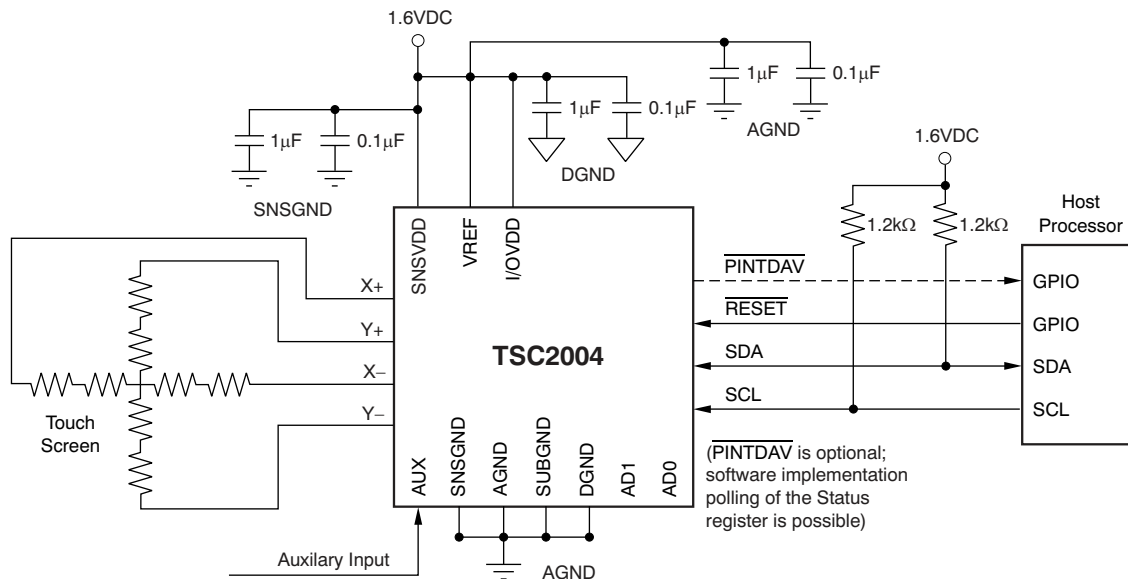 1.6VDC
1μF
0.1μF
AGND
1μF
0.1μF
DGND
1μF
0.1μF
SNSGND
1.6VDC
1.2kΩ
1.2kΩ
Host
Processor
SNSVDD
VREF
I/OVDD
X+
Y+
X−
Y−
Touch
Screen
TSC2004
PINTDAV
RESET
SDA
SCL
GPIO
GPIO
SDA
SCL
AUX
SNSGND
AGND
SUBGND
DGND
AD1
AD0
(PINTDAV is optional;
software implementation
polling of the Status
register is possible)
Auxilary Input
AGND